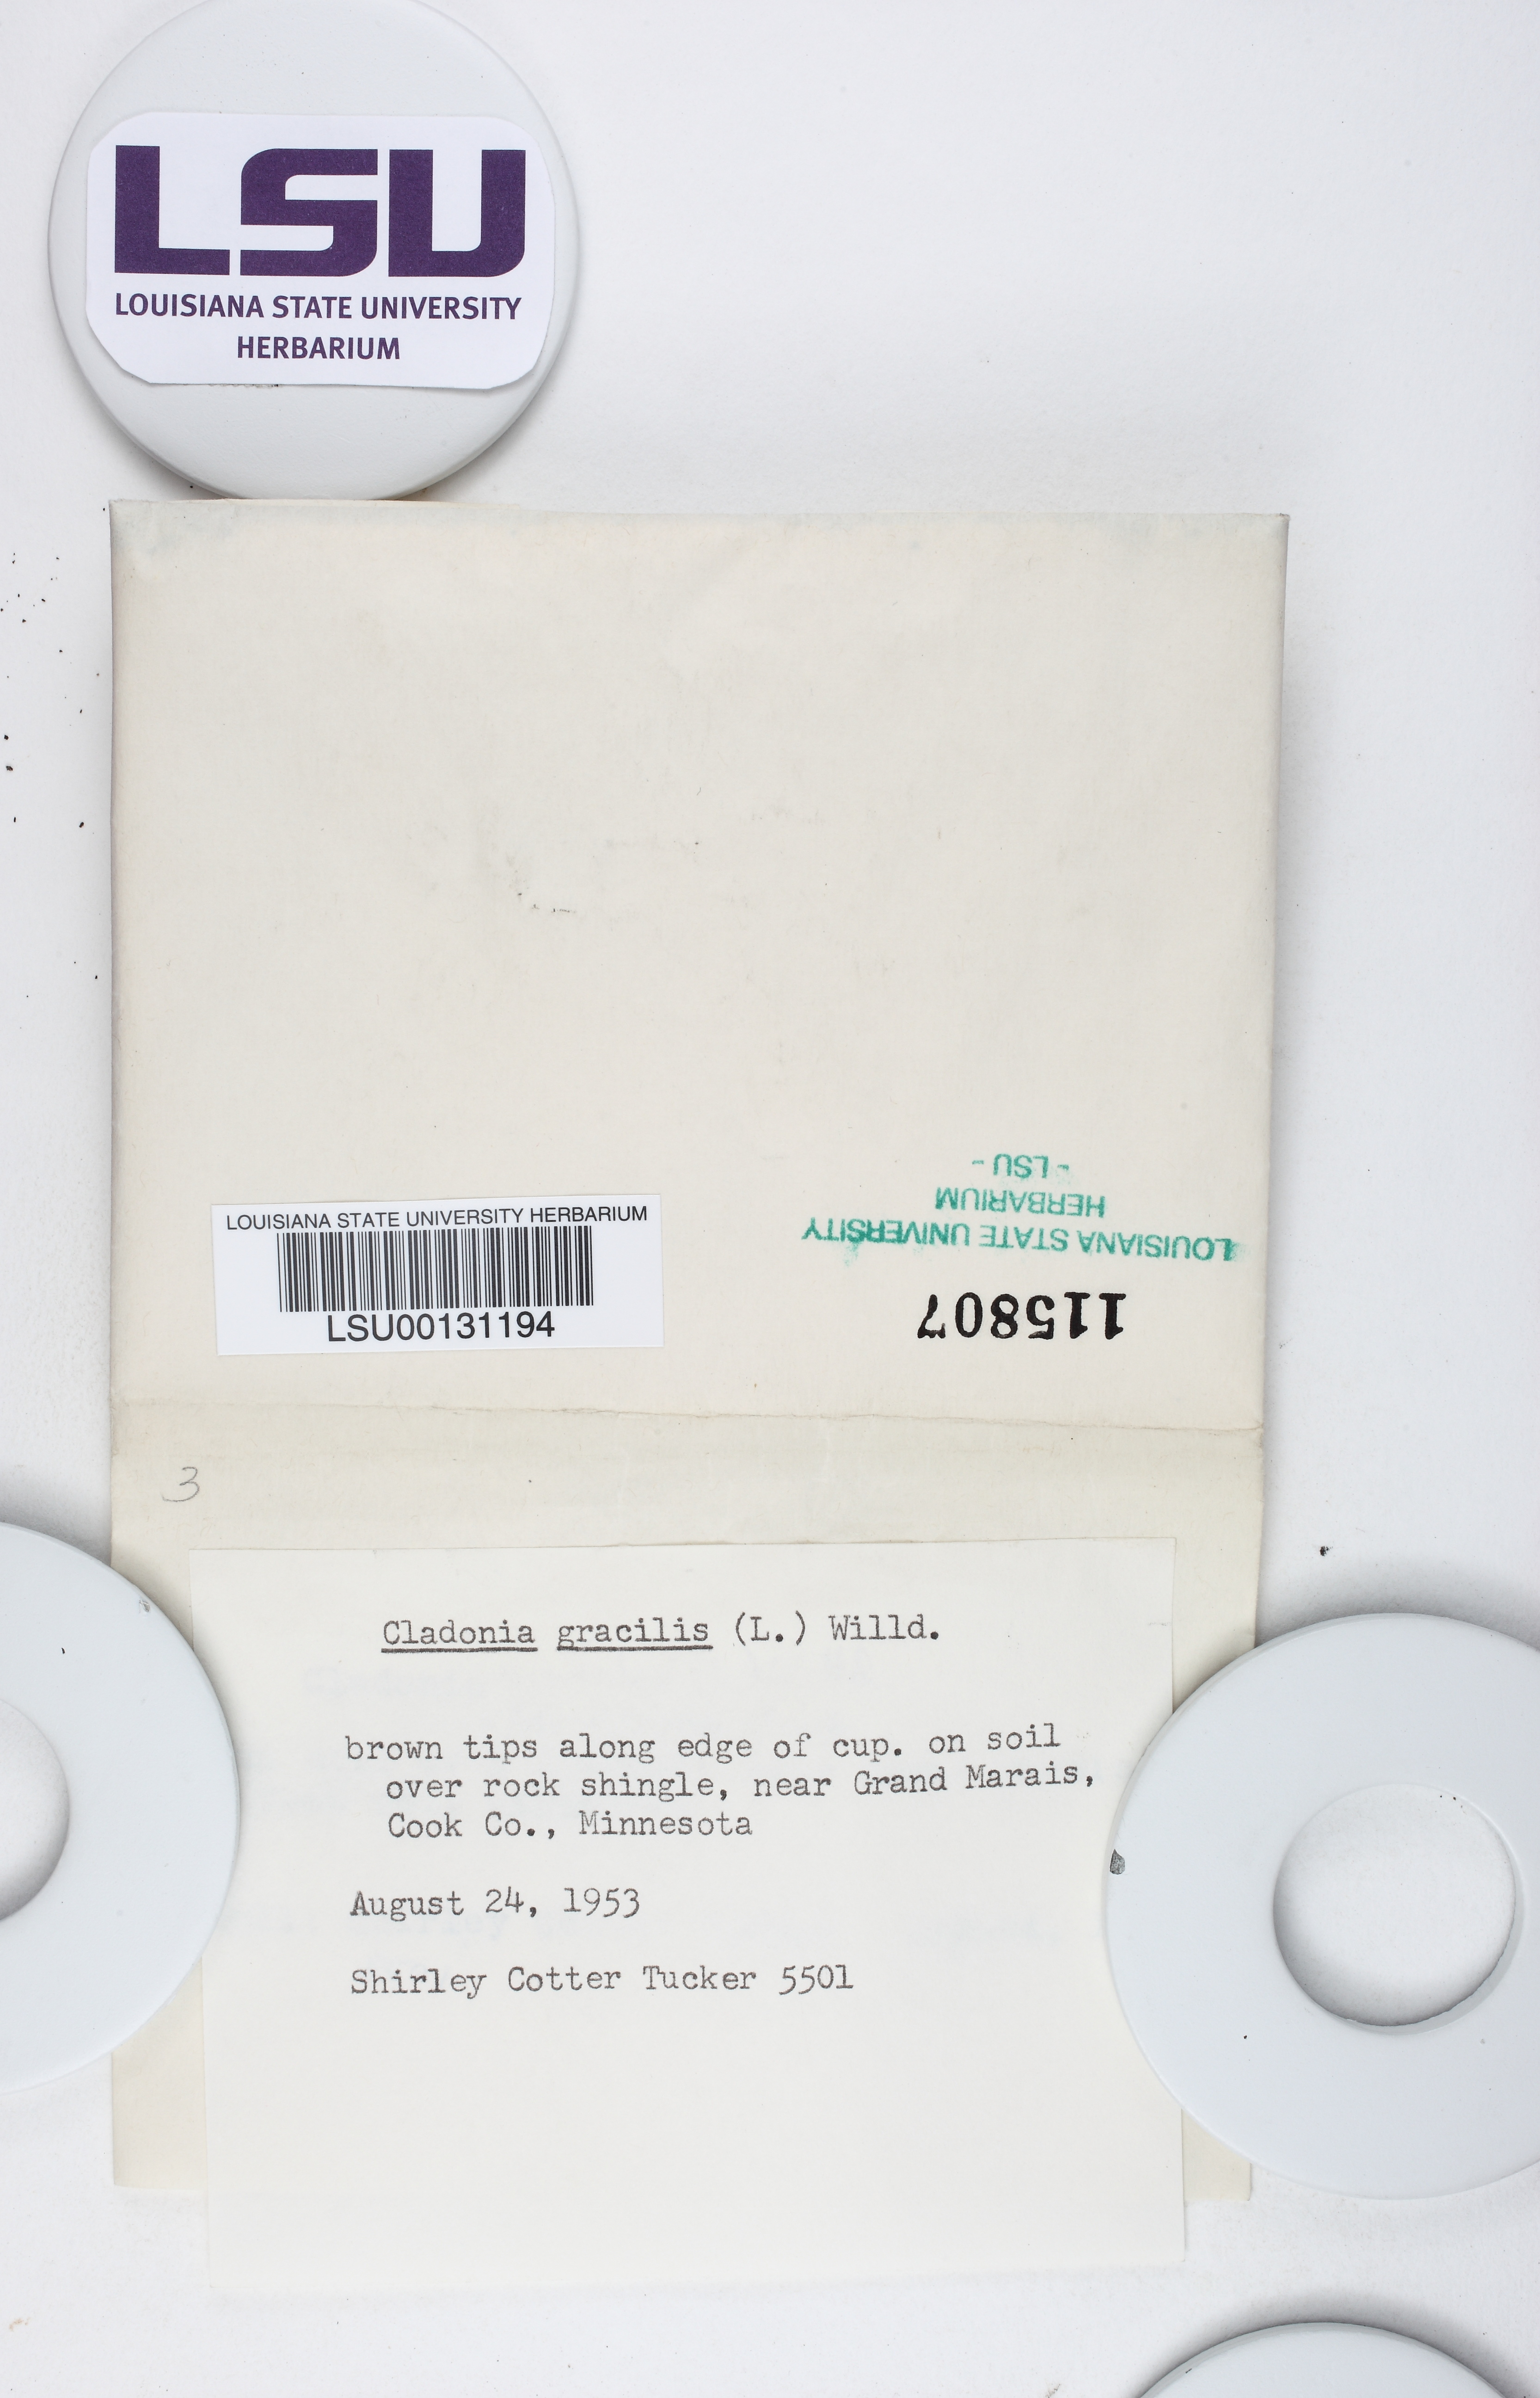 LSU
LOUISIANA STATE UNIVERSITY
HERBARIUM
- LSU -
HERBARIUM
LOUISIANA STATE UNIVERSITY
115807
LOUISIANA STATE UNIVERSITY HERBARIUM
LSU00131194
3
Cladonia gracilis (L.) Willd.
brown tips along edge of cup. on soil
over rock shingle, near Grand Marais,
Cook Co., Minnesota
August 24, 1953
Shirley Cotter Tucker 5501